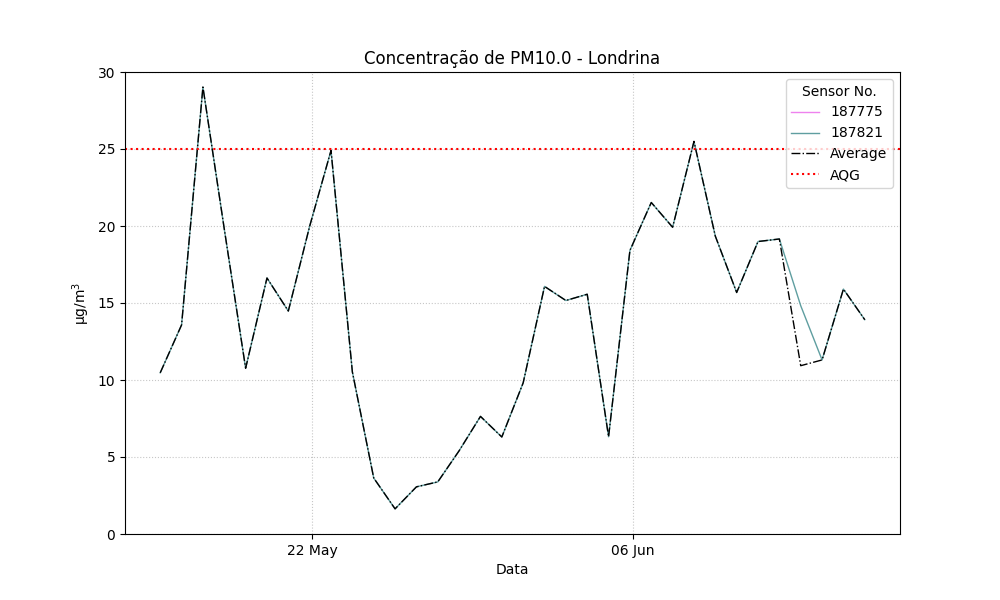 Concentração de PM10.0 - Londrina
30
25
20
15
10
5
0
µg/m³
22 May
06 Jun
Data
Sensor No.
187775
187821
Average
AQG